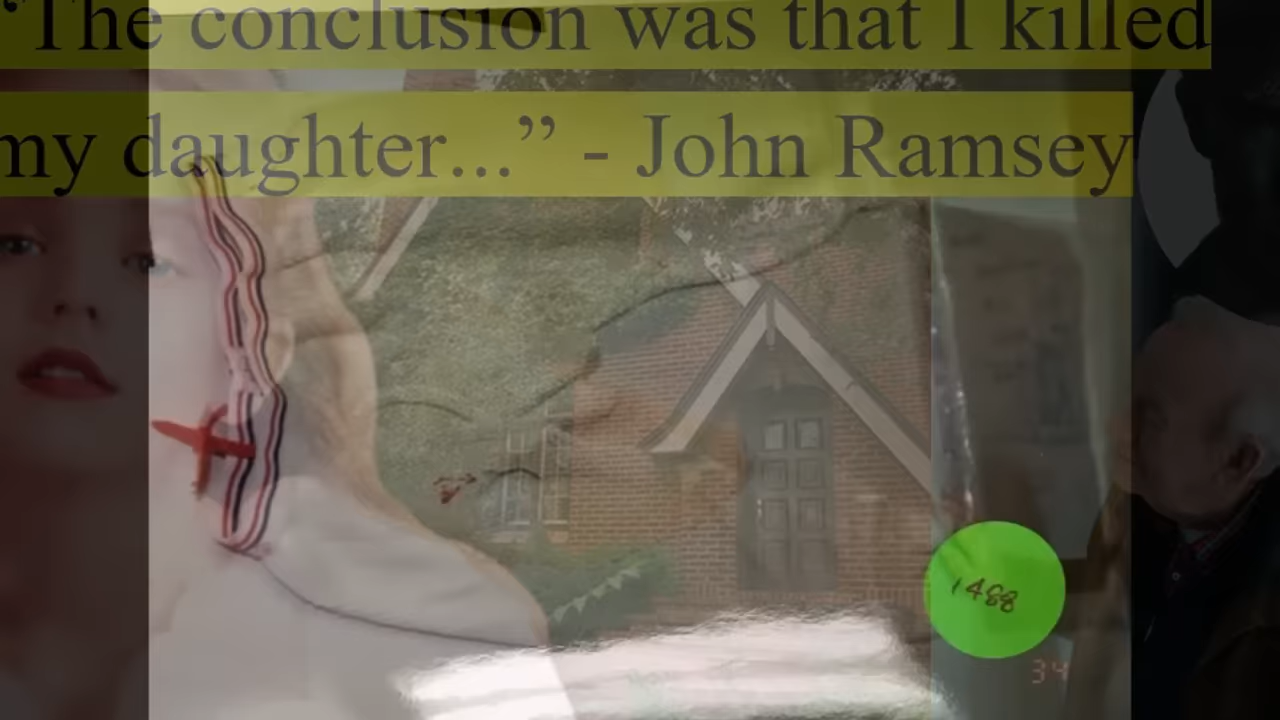 “The conclusion was that I killed
my daughter...” - John Ramsey
1488
34